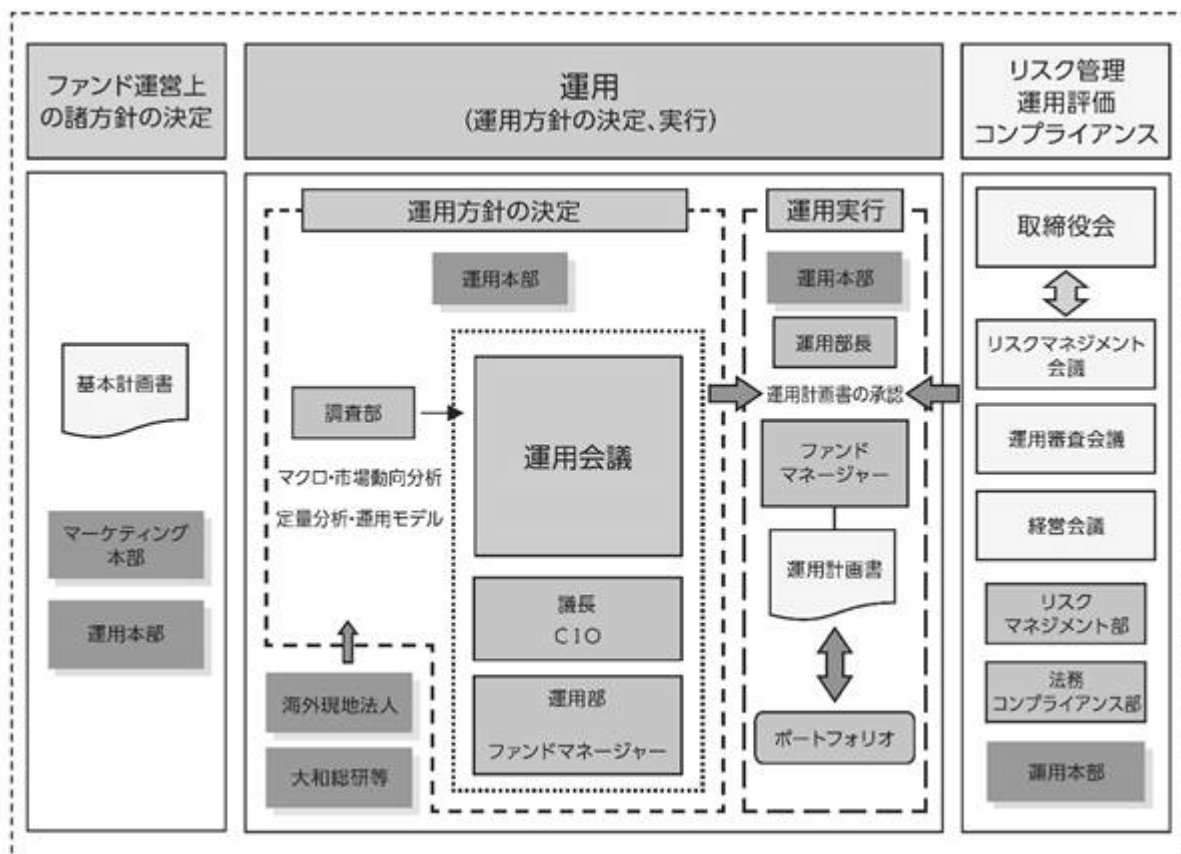 ファンド運営上
の諸方針の決定
運用
(運用方針の決定、実行)
リスク管理
運用評価
コンプライアンス
基本計画書
マーケティング
本部
運用本部
運用方針の決定
運用本部
調査部
マクロ・市場動向分析
定量分析・運用モデル
運用会議
議長
CIO
運用部
ファンドマネージャー
海外現地法人
大和総研等
運用実行
運用本部
運用部長
運用計画書の承認
ファンド
マネージャー
運用計画書
ポートフォリオ
取締役会
リスクマネジメント
会議
運用審査会議
経営会議
リスク
マネジメント部
法務
コンプライアンス部
運用本部